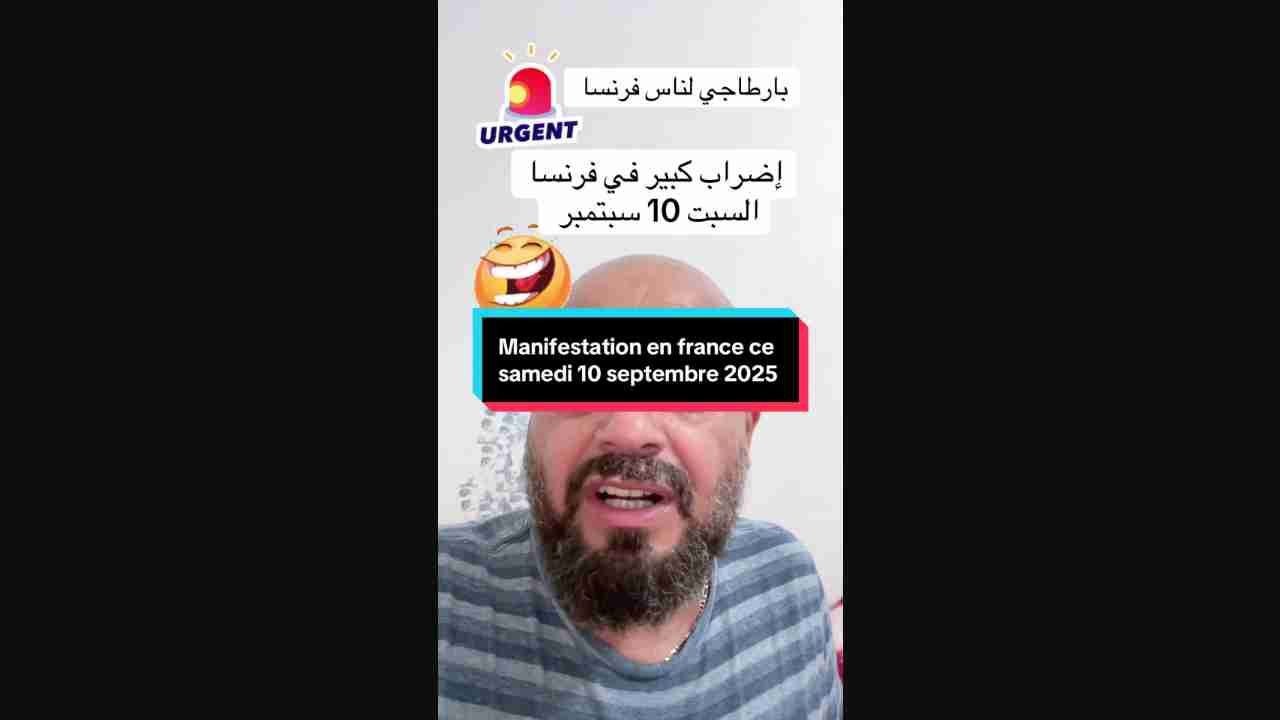 بارطاجي لناس فرنسا
URGENT
إضراب كبير في فرنسا
السبت 10 سبتمبر
Manifestation en france ce
samedi 10 septembre 2025